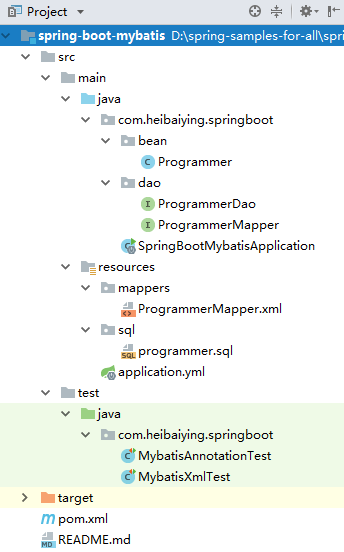 Project
spring-boot-mybatis D:\spring-samples-for-all\spri
src
main
java
com.heibaiying.springboot
bean
Programmer
dao
ProgrammerDao
ProgrammerMapper
SpringBootMybatisApplication
resources
mappers
ProgrammerMapper.xml
sql
programmer.sql
application.yml
test
java
com.heibaiying.springboot
MybatisAnnotationTest
MybatisXmlTest
target
pom.xml
README.md